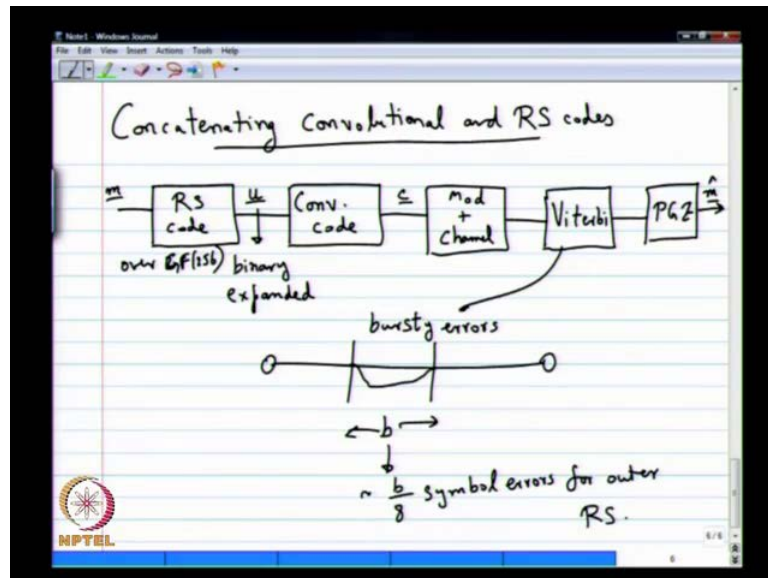 Note1 - Windows Journal
File Edit View Insert Actions Tools Help
Concatenating Convolutional and RS codes
m RS code u Conv. code c Mod + Channel Viterbi PGZ m̂
over GF(256) binary expanded
bursty errors
b
~ b/8 symbol errors for outer RS.
NPTEL
6/6
6